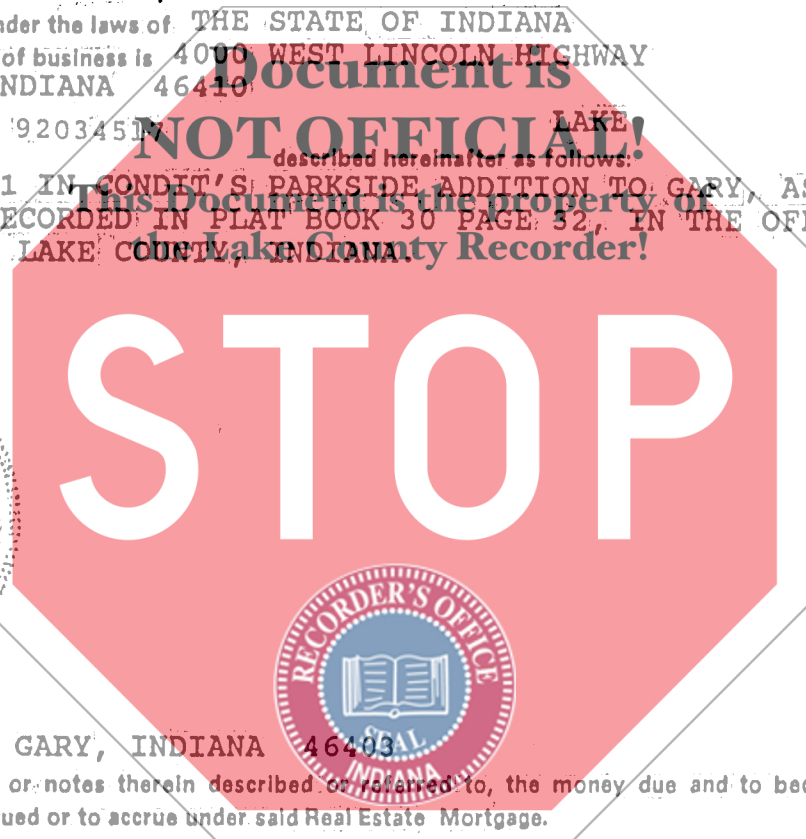 nder the laws of THE STATE OF INDIANA
of business is 4000 WEST LINCOLN HIGHWAY
Document is
NDIANA 46410
92034517 LAKE
NOT OFFICIAL!
described hereinafter as follows:
1 IN CONDIT'S PARKSIDE ADDITION TO GARY, AS
This Document is the property of
ECORDED IN PLAT BOOK 30 PAGE 32, IN THE OFF
LAKE COUNTY, INDIANA.
the Lake County Recorder!
STOP
RECORDER'S OFFICE
SEAL
INDIANA
GARY, INDIANA 46403
or notes therein described or referred to, the money due and to bec
ued or to accrue under said Real Estate Mortgage.